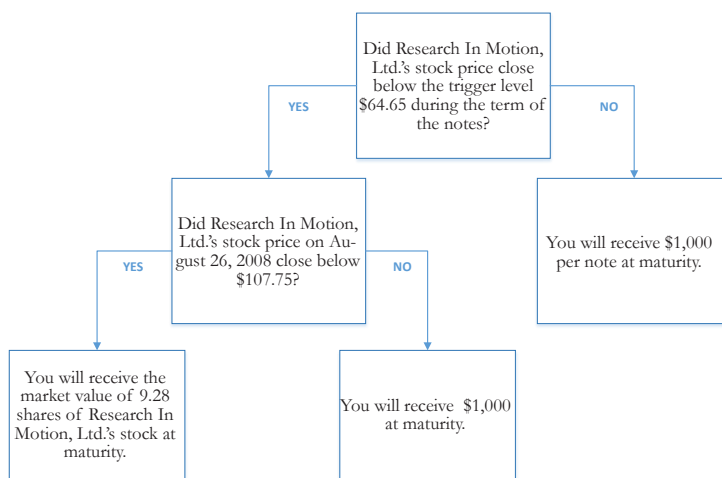 Did Research In Motion,
Ltd.'s stock price close
below the trigger level
$64.65 during the term of
the notes?
YES
NO
Did Research In Motion,
Ltd.'s stock price on Au-
gust 26, 2008 close below
$107.75?
You will receive $1,000
per note at maturity.
YES
NO
You will receive the
market value of 9.28
shares of Research In
Motion, Ltd.'s stock at
maturity.
You will receive $1,000
at maturity.